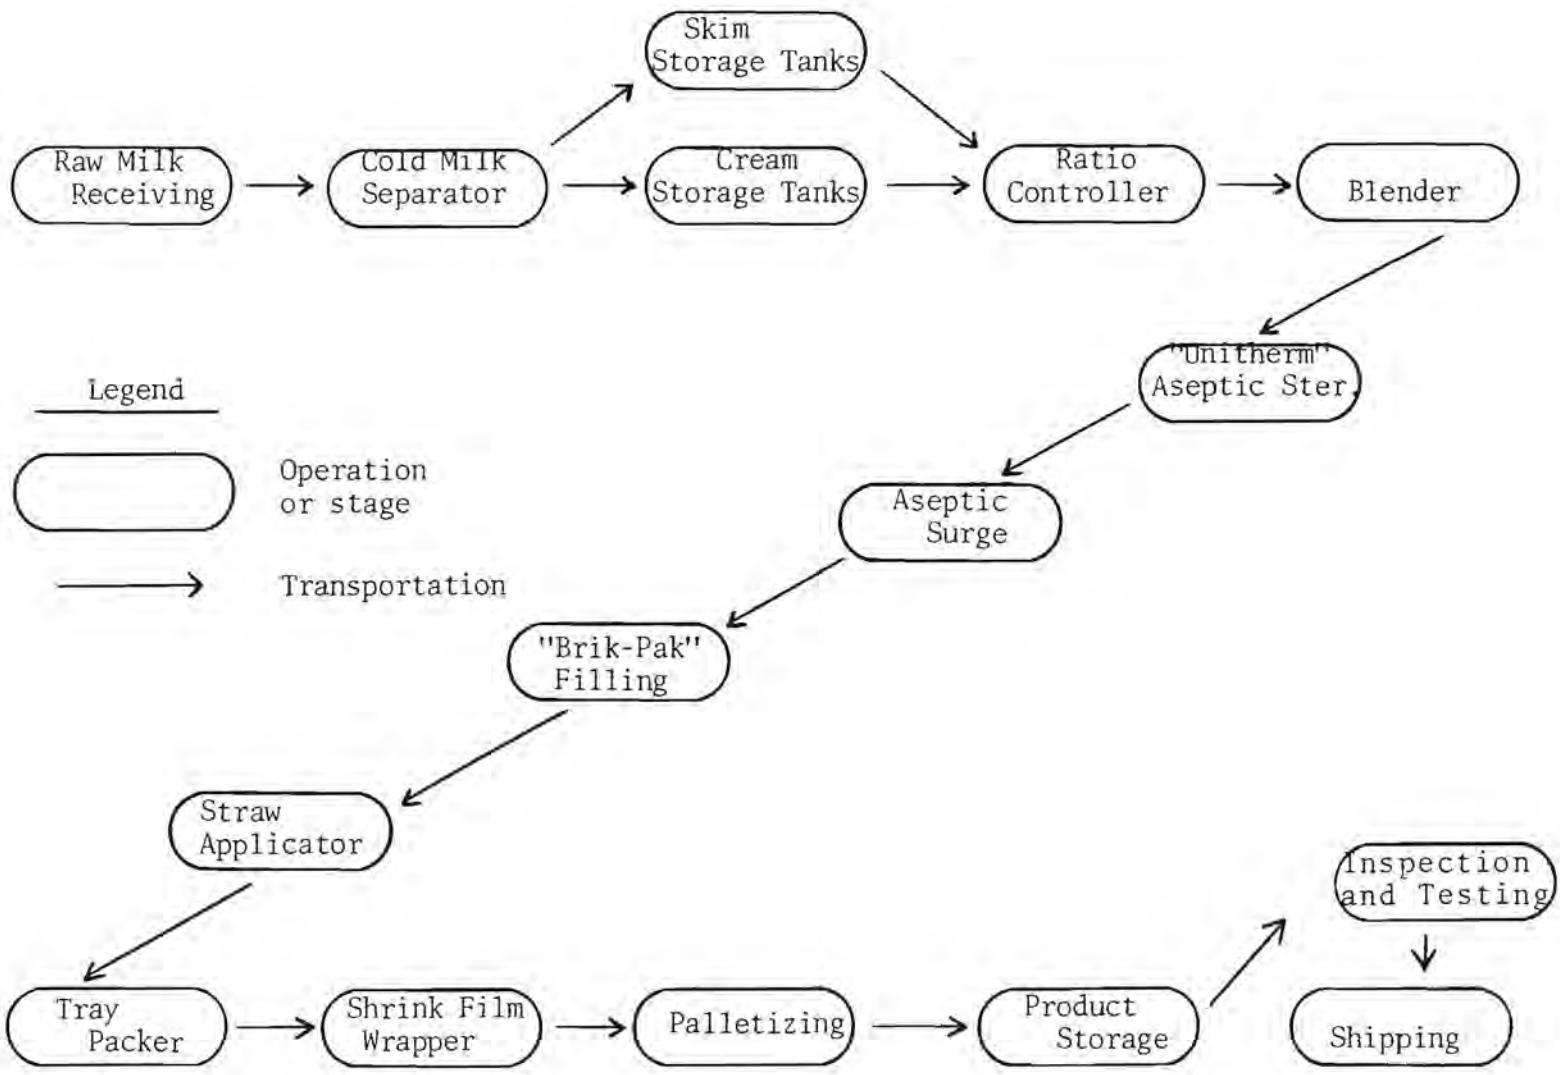 Skim
Storage Tanks
Raw Milk
Receiving
Cold Milk
Separator
Cream
Storage Tanks
Ratio
Controller
Blender
"Unitherm"
Aseptic Ster.
Legend
Operation
or stage
Transportation
Aseptic
Surge
"Brik-Pak"
Filling
Straw
Applicator
Inspection
and Testing
Tray
Packer
Shrink Film
Wrapper
Palletizing
Product
Storage
Shipping